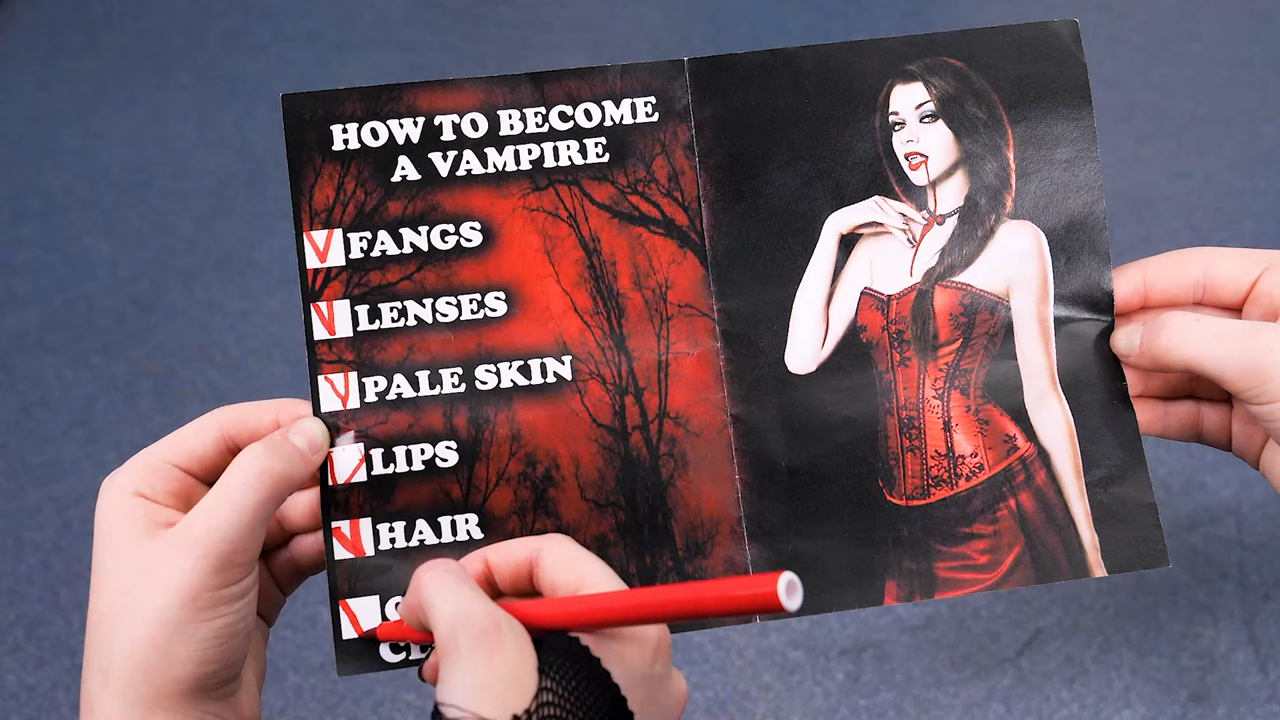 HOW TO BECOME
A VAMPIRE
FANGS
LENSES
PALE SKIN
LIPS
HAIR